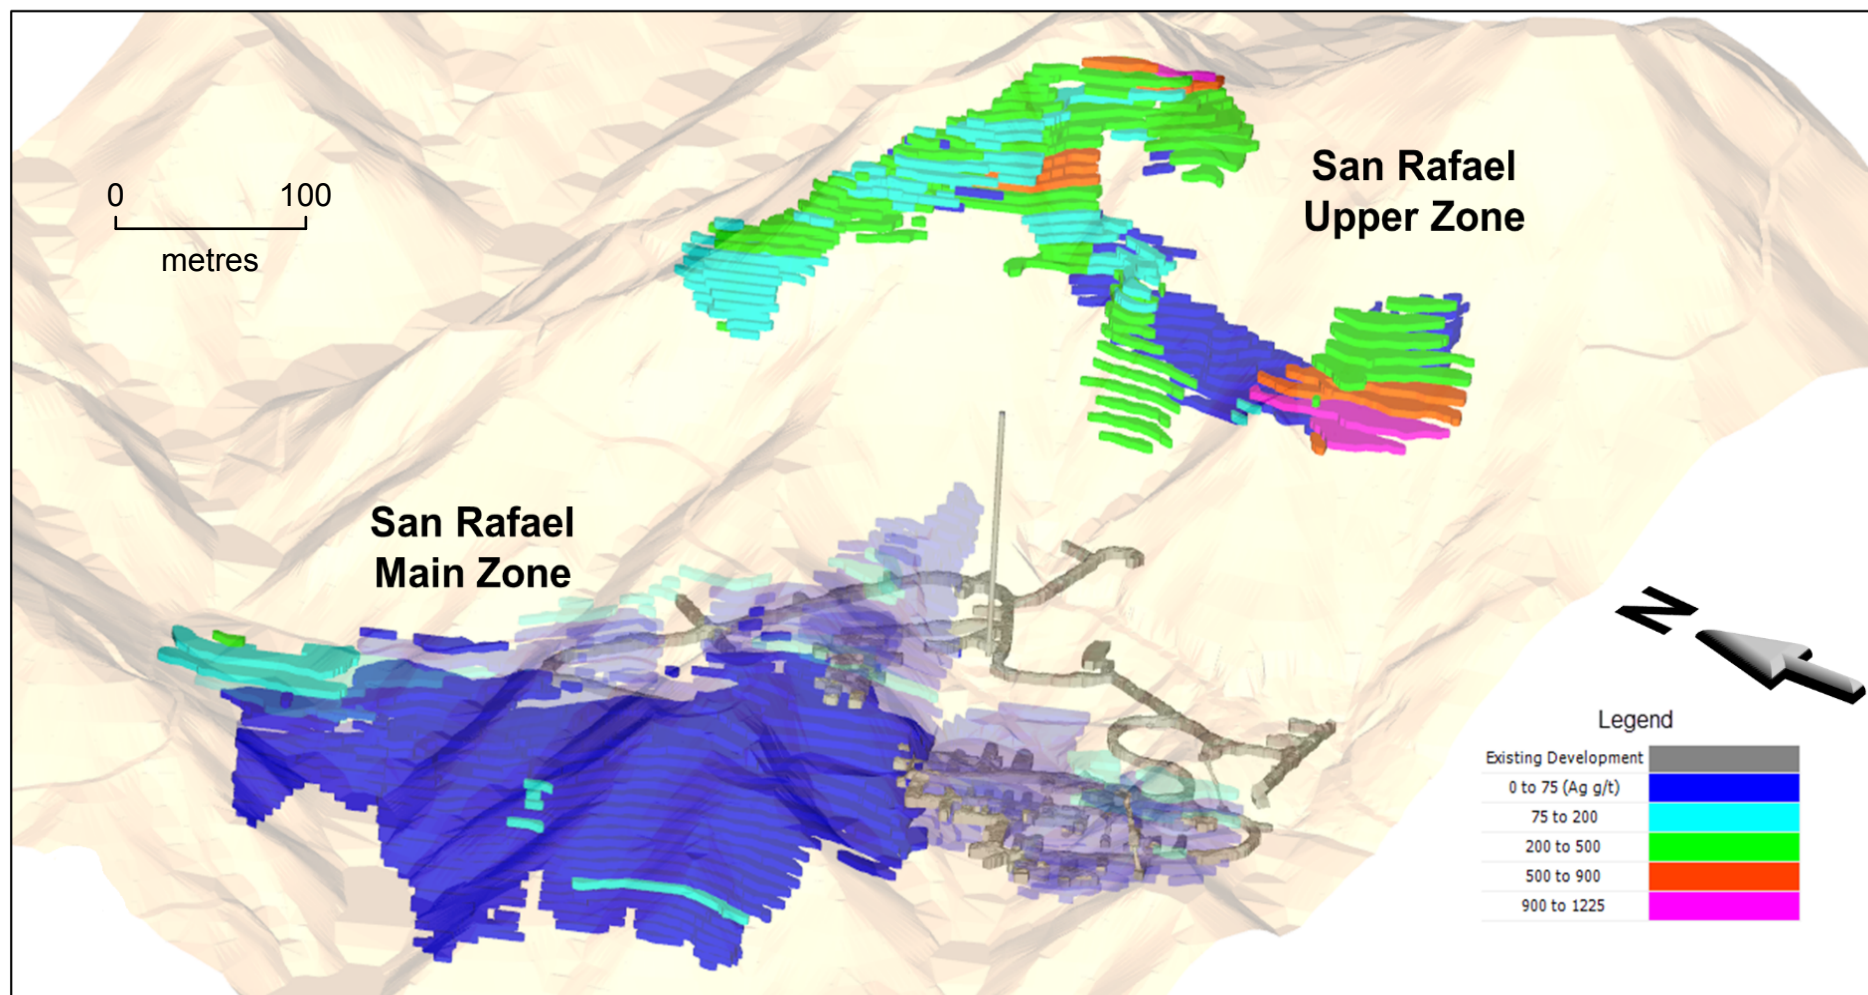 San Rafael
Upper Zone
0 100
metres
San Rafael
Main Zone
N
Legend
Existing Development
0 to 75 (Ag g/t)
75 to 200
200 to 500
500 to 900
900 to 1225